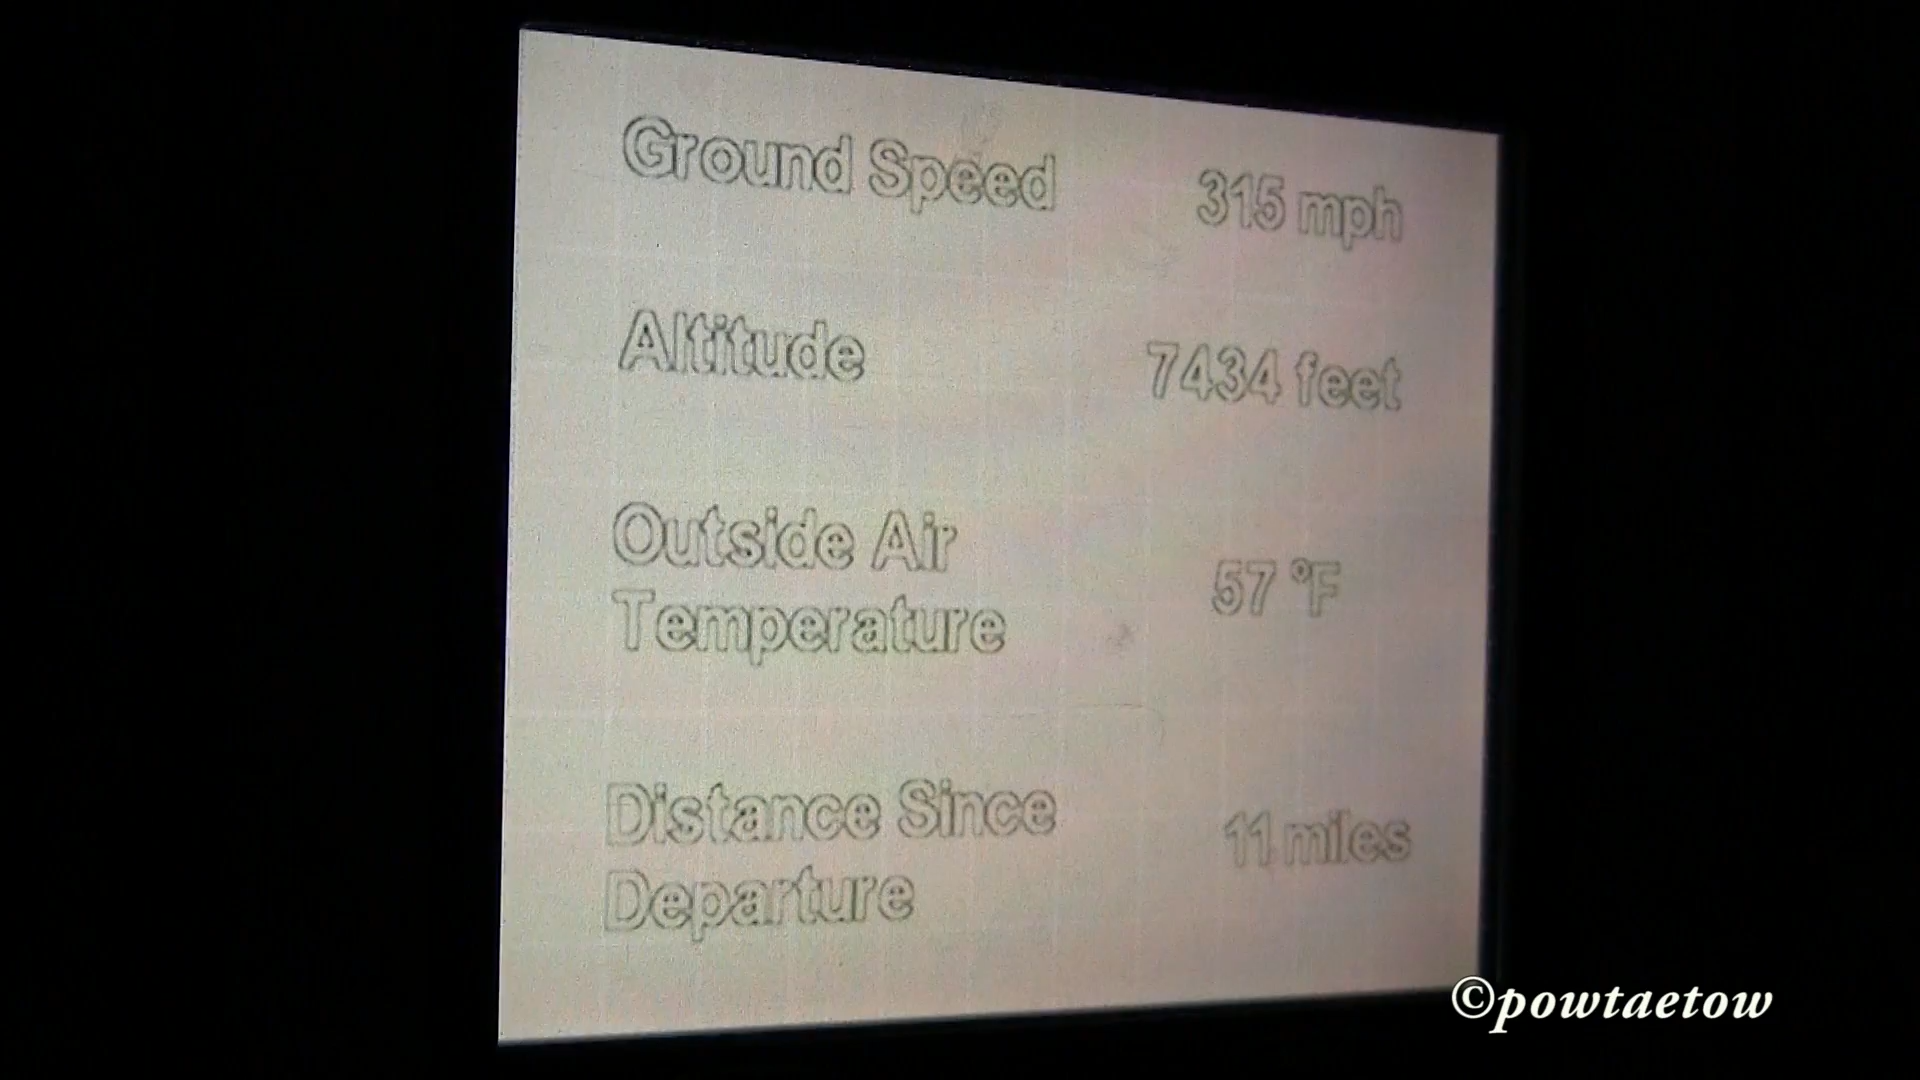 Ground Speed 315 mph
Altitude 7434 feet
Outside Air
Temperature 57 °F
Distance Since
Departure 11 miles
©powtaetow